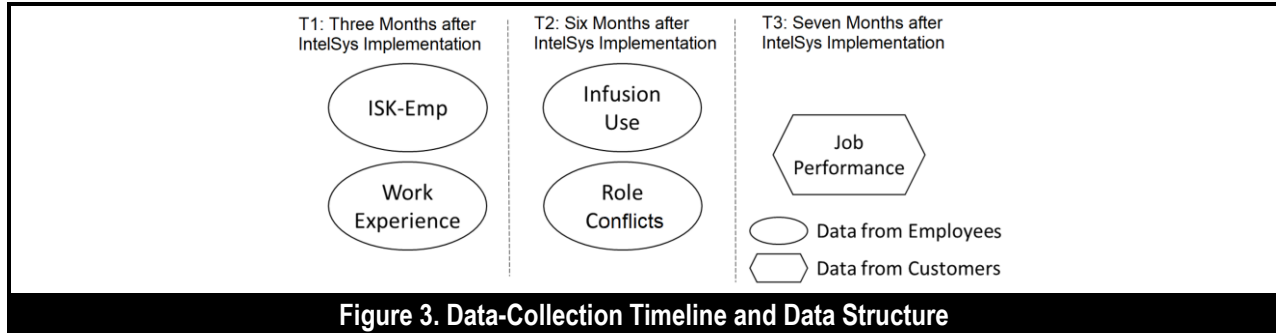 T1: Three Months after
IntelSys Implementation
ISK-Emp
Work
Experience
T2: Six Months after
IntelSys Implementation
Infusion
Use
Role
Conflicts
T3: Seven Months after
IntelSys Implementation
Job
Performance
Data from Employees
Data from Customers
Figure 3. Data-Collection Timeline and Data Structure